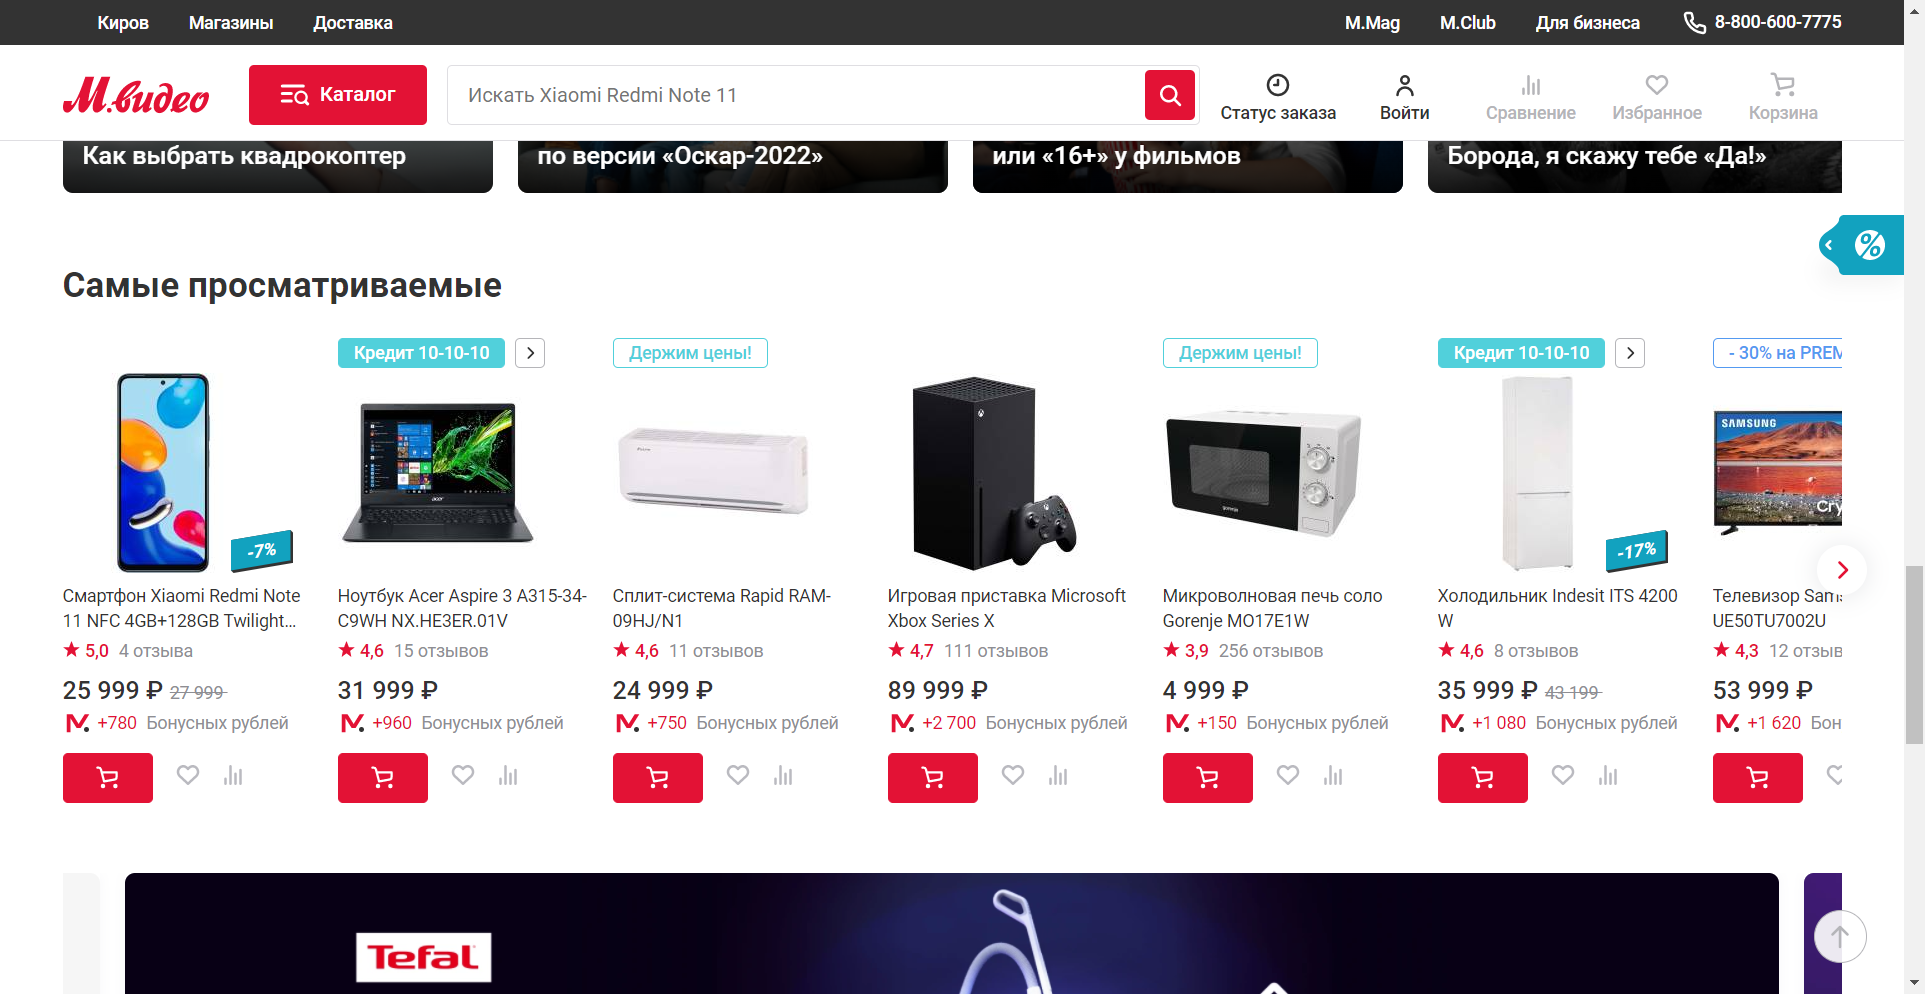 Киров Магазины Доставка M.Mag M.Club Для бизнеса 8-800-600-7775
М.видео Каталог Искать Xiaomi Redmi Note 11 Статус заказа Войти Сравнение Избранное Корзина
Как выбрать квадрокоптер
по версии «Оскар-2022»
или «16+» у фильмов
Борода, я скажу тебе «Да!»
%
Самые просматриваемые
-7%
Смартфон Xiaomi Redmi Note
11 NFC 4GB+128GB Twilight...
5,0 4 отзыва
25 999 ₽ 27 999
+780 Бонусных рублей
Кредит 10-10-10
acer
Ноутбук Acer Aspire 3 A315-34-
C9WH NX.HE3ER.01V
4,6 15 отзывов
31 999 ₽
+960 Бонусных рублей
Держим цены!
Сплит-система Rapid RAM-
09HJ/N1
4,6 11 отзывов
24 999 ₽
+750 Бонусных рублей
Игровая приставка Microsoft
Xbox Series X
4,7 111 отзывов
89 999 ₽
+2 700 Бонусных рублей
Держим цены!
gorenje
Микроволновая печь соло
Gorenje MO17E1W
3,9 256 отзывов
4 999 ₽
+150 Бонусных рублей
Кредит 10-10-10
-17%
Холодильник Indesit ITS 4200
W
4,6 8 отзывов
35 999 ₽ 43 199
+1 080 Бонусных рублей
- 30% на PREM
SAMSUNG
Cry
Телевизор Sams
UE50TU7002U
4,3 12 отзыв
53 999 ₽
+1 620 Бон
Tefal